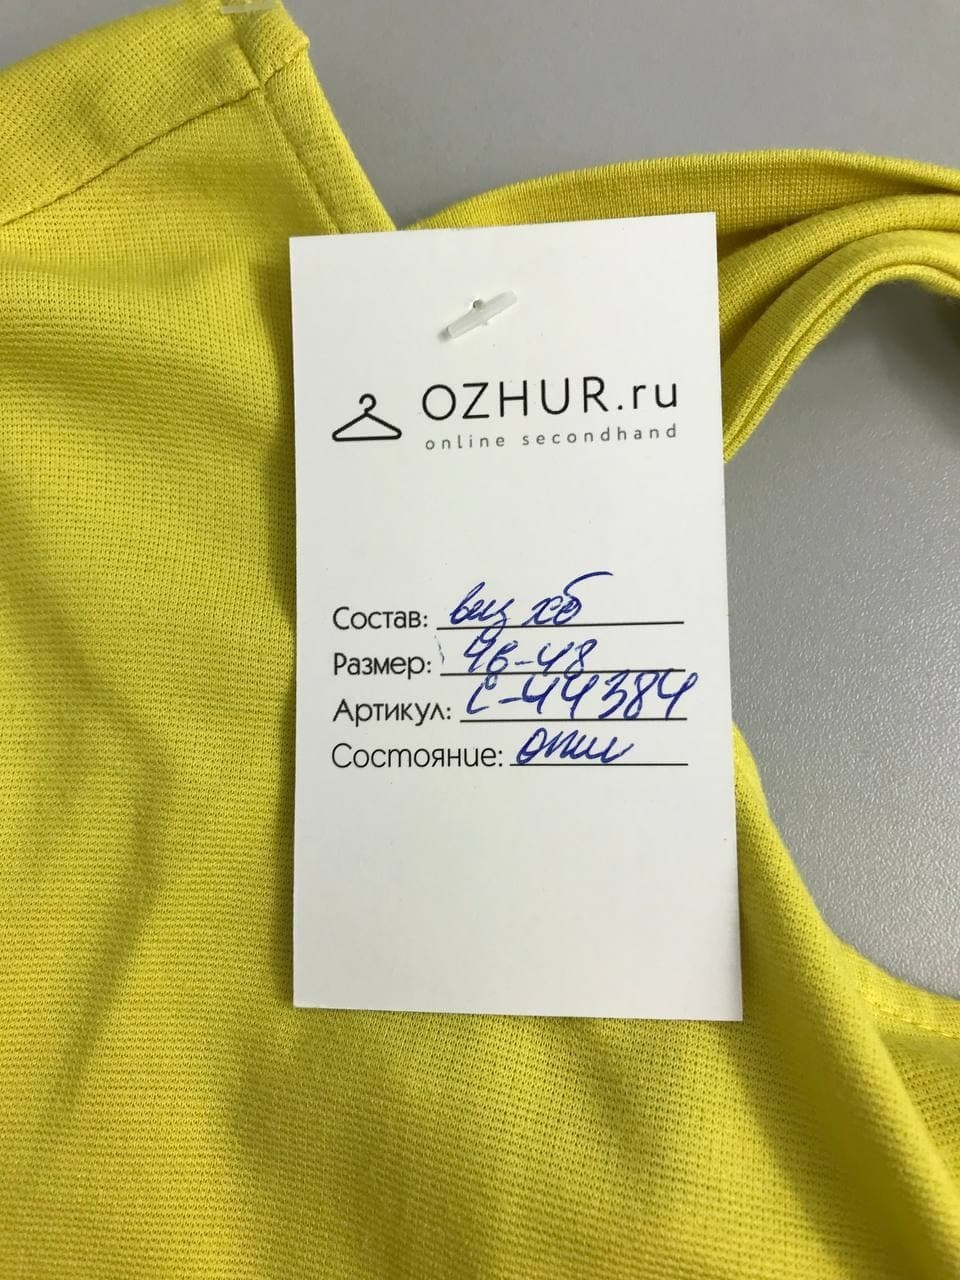 OZHUR.ru
online secondhand
Состав: виз хб
Размер: 46-48
Артикул: С-44384
Состояние: отл